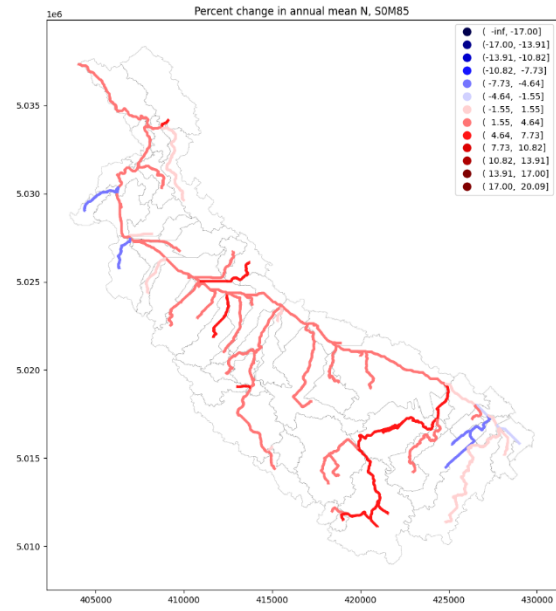 Percent change in annual mean N, S0M85
1e6
( -inf, -17.00]
(-17.00, -13.91]
(-13.91, -10.82]
(-10.82, -7.73]
(-7.73, -4.64]
(-4.64, -1.55]
(-1.55, 1.55]
( 1.55, 4.64]
( 4.64, 7.73]
( 7.73, 10.82]
( 10.82, 13.91]
( 13.91, 17.00]
( 17.00, 20.09]
5.035
5.030
5.025
5.020
5.015
5.010
405000 410000 415000 420000 425000 430000